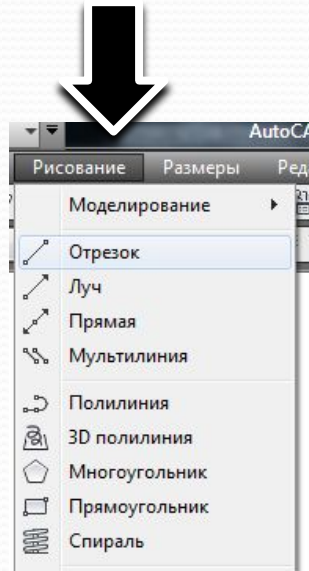 AutoCA
Рисование Размеры Ред
Моделирование
Отрезок
Луч
Прямая
Мультилиния
Полилиния
3D полилиния
Многоугольник
Прямоугольник
Спираль